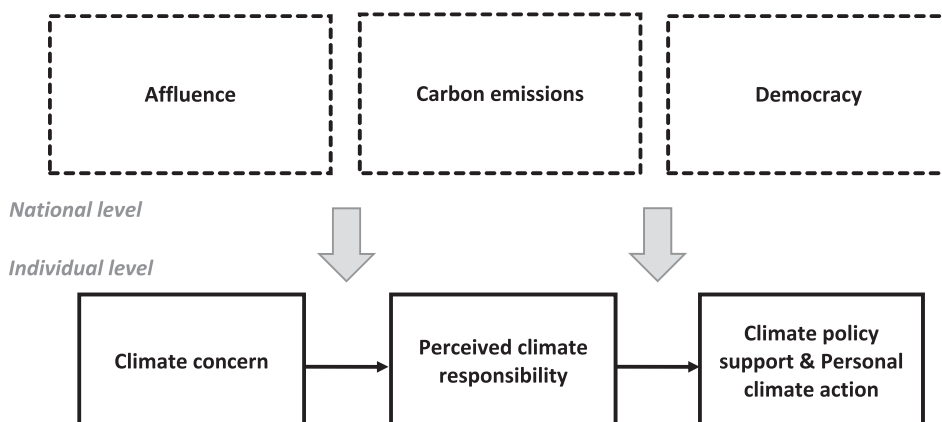 Affluence
Carbon emissions
Democracy
National level
Individual level
Climate concern
Perceived climate
responsibility
Climate policy
support & Personal
climate action